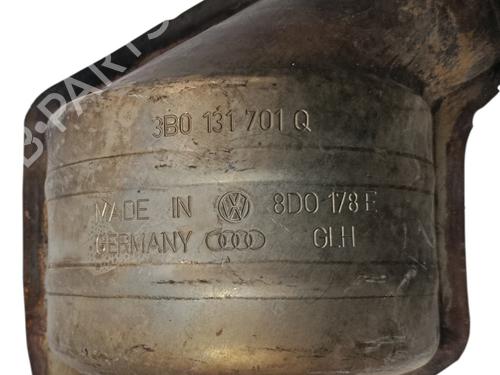 3B0 131 701 Q
MADE IN 8D0 178 E
GERMANY GLH
B-PARTS